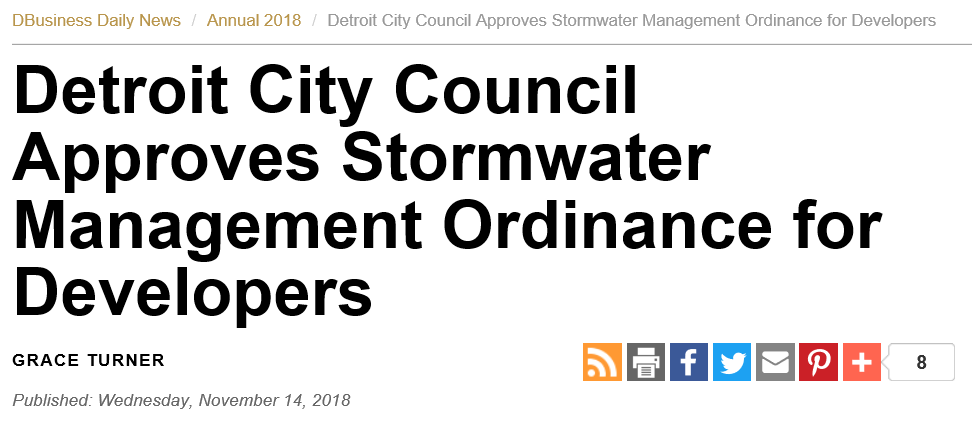 DBusiness Daily News / Annual 2018 / Detroit City Council Approves Stormwater Management Ordinance for Developers
Detroit City Council
Approves Stormwater
Management Ordinance for
Developers
GRACE TURNER
8
Published: Wednesday, November 14, 2018